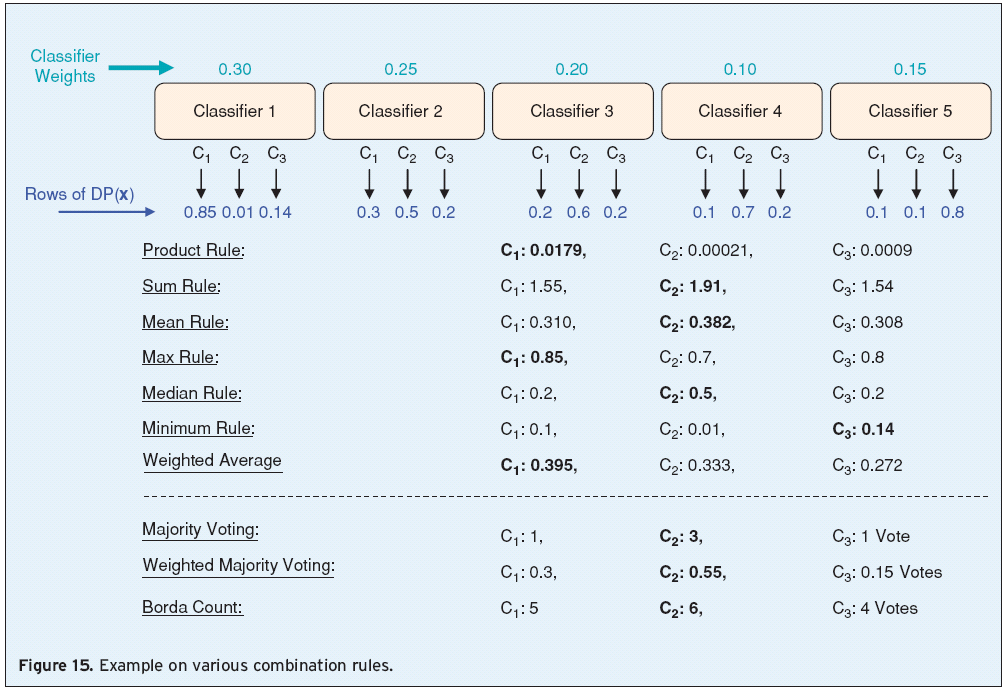 Classifier Weights 0.30 0.25 0.20 0.10 0.15
Classifier 1 Classifier 2 Classifier 3 Classifier 4 Classifier 5
C₁ C₂ C₃ C₁ C₂ C₃ C₁ C₂ C₃ C₁ C₂ C₃ C₁ C₂ C₃
Rows of DP(x)
0.85 0.01 0.14 0.3 0.5 0.2 0.2 0.6 0.2 0.1 0.7 0.2 0.1 0.1 0.8
Product Rule: C₁: 0.0179, C₂: 0.00021, C₃: 0.0009
Sum Rule: C₁: 1.55, C₂: 1.91, C₃: 1.54
Mean Rule: C₁: 0.310, C₂: 0.382, C₃: 0.308
Max Rule: C₁: 0.85, C₂: 0.7, C₃: 0.8
Median Rule: C₁: 0.2, C₂: 0.5, C₃: 0.2
Minimum Rule: C₁: 0.1, C₂: 0.01, C₃: 0.14
Weighted Average C₁: 0.395, C₂: 0.333, C₃: 0.272
Majority Voting: C₁: 1, C₂: 3, C₃: 1 Vote
Weighted Majority Voting: C₁: 0.3, C₂: 0.55, C₃: 0.15 Votes
Borda Count: C₁: 5 C₂: 6, C₃: 4 Votes
Figure 15. Example on various combination rules.